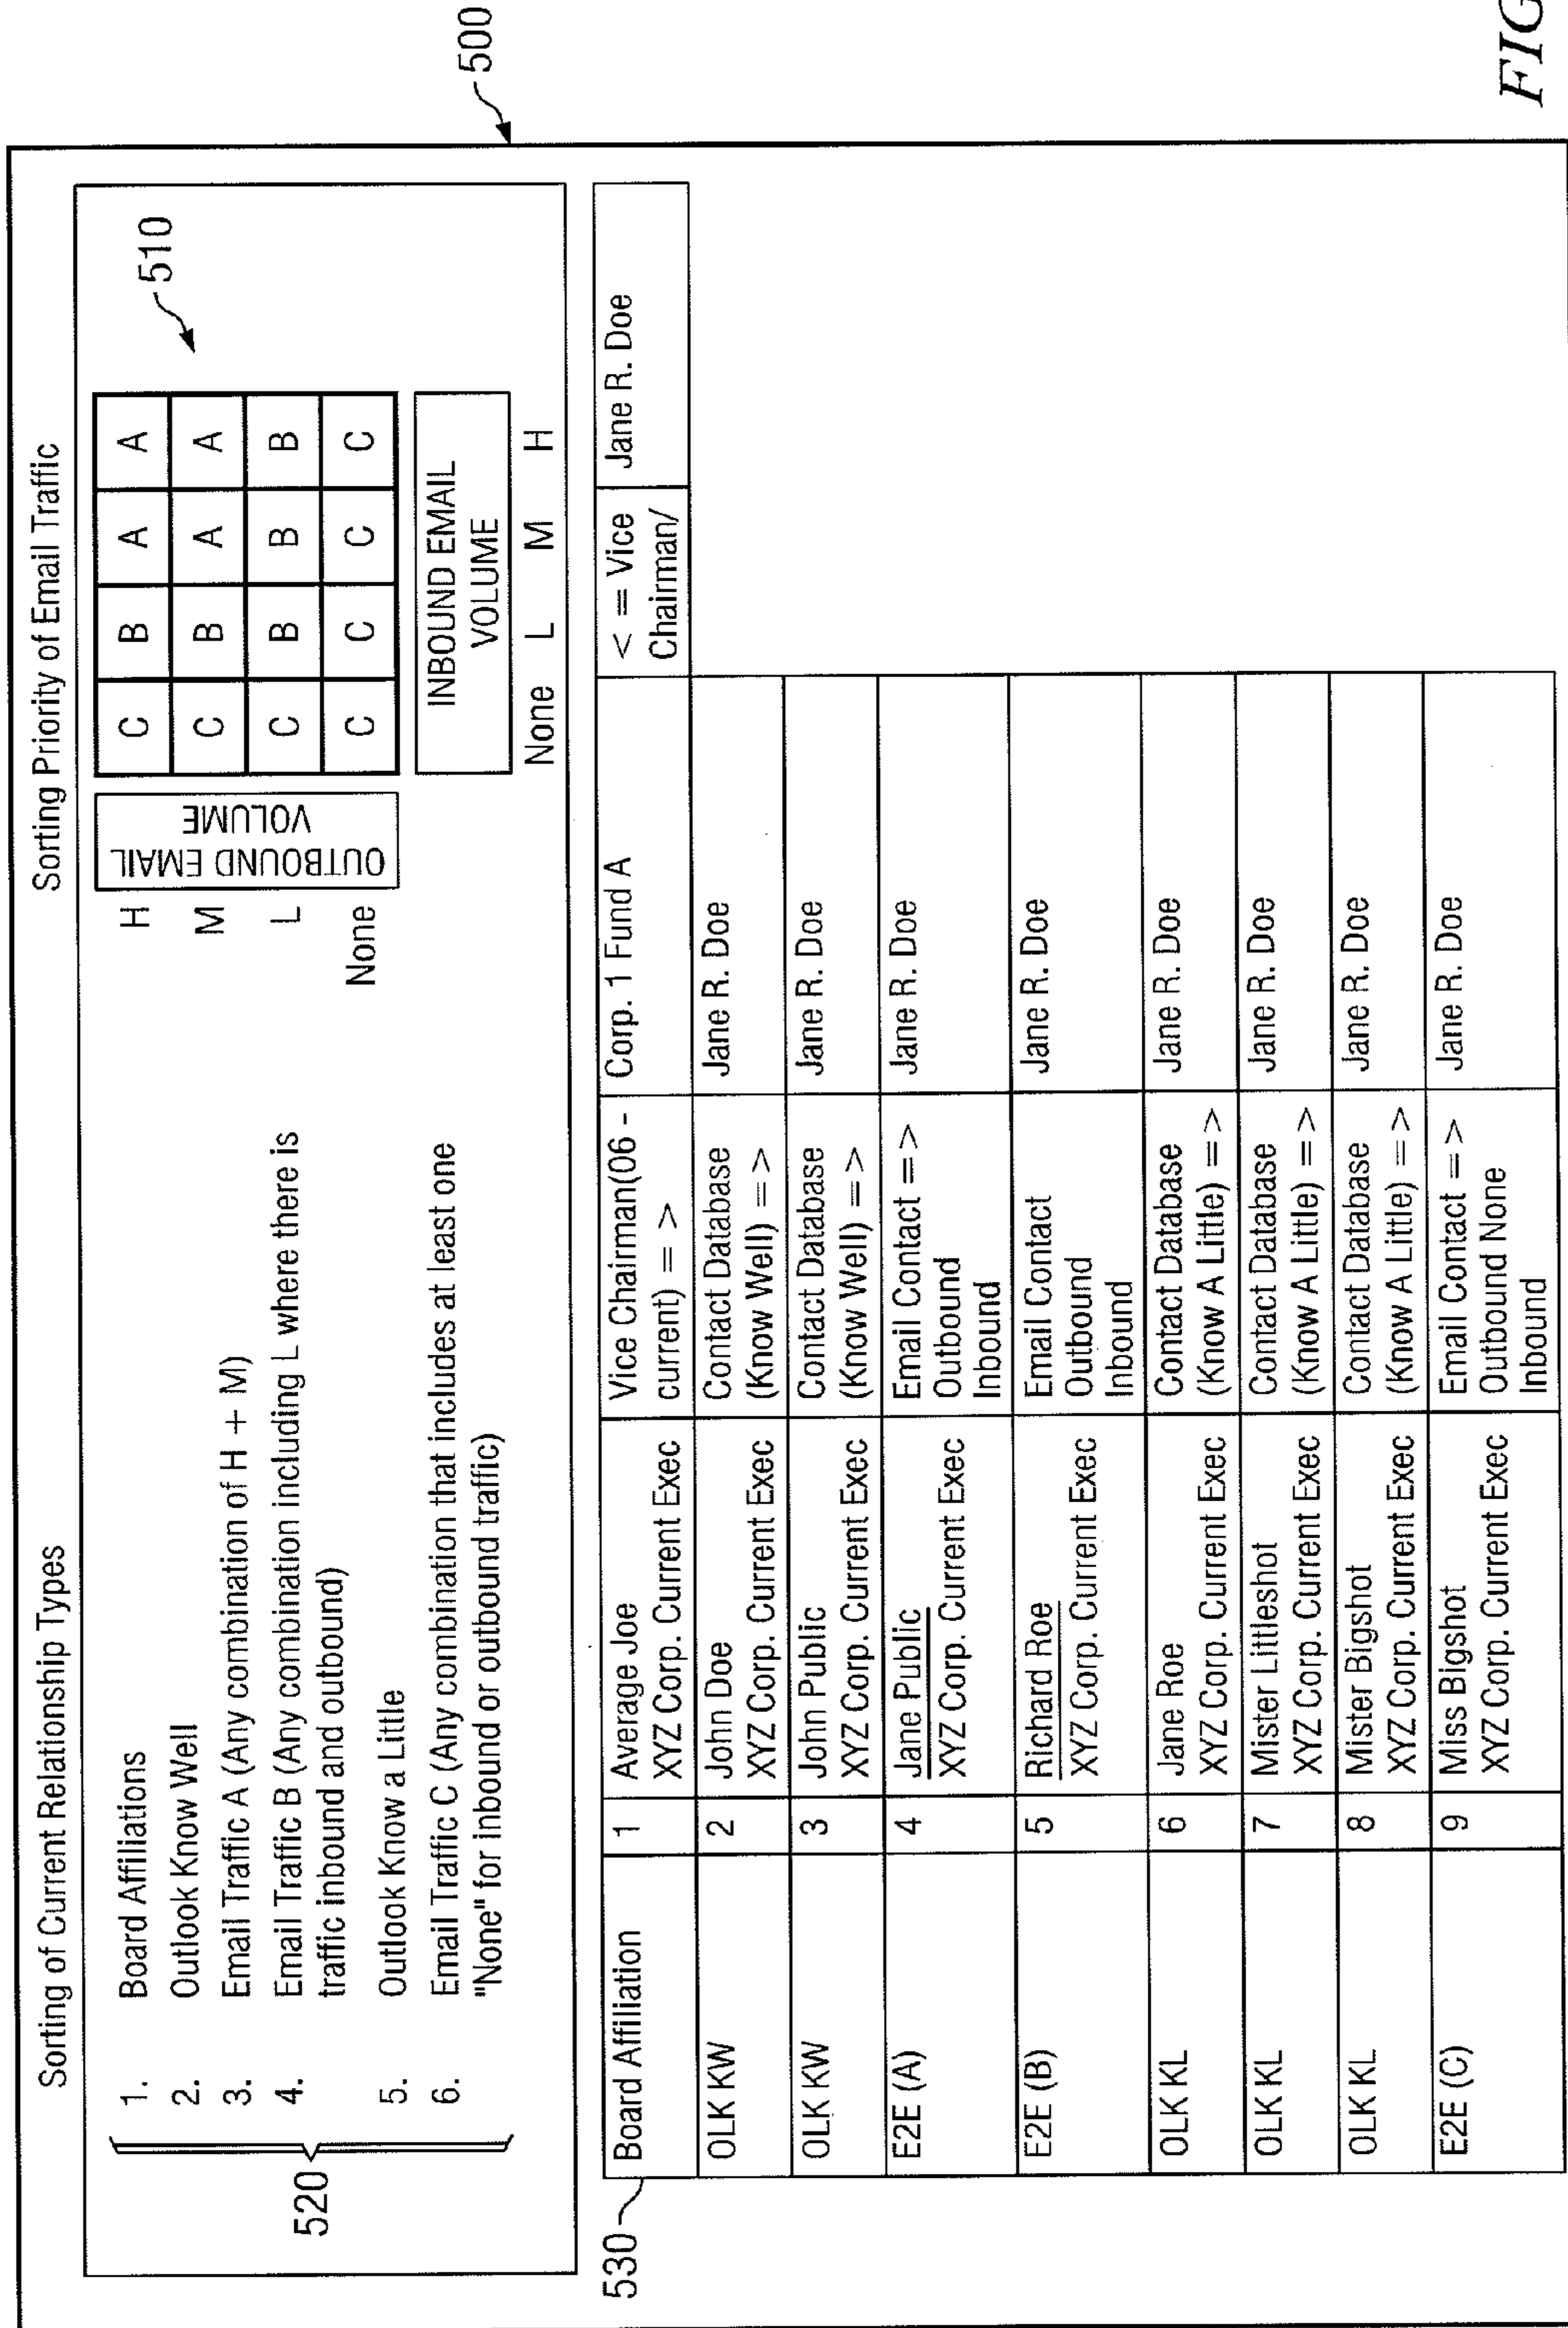 Sorting of Current Relationship Types
Sorting Priority of Email Traffic
500
520
1. Board Affiliations
2. Outlook Know Well
3. Email Traffic A (Any combination of H + M)
4. Email Traffic B (Any combination including L where there is
traffic inbound and outbound)
5. Outlook Know a Little
6. Email Traffic C (Any combination that includes at least one
"None" for inbound or outbound traffic)
510
OUTBOUND EMAIL
VOLUME
H C B A A
M C B A A
L C B B B
None C C C C
INBOUND EMAIL
VOLUME
None L M H
530
Board Affiliation 1 Average Joe Vice Chairman(06 - Corp. 1 Fund A < = Vice Jane R. Doe
XYZ Corp. Current Exec current) = > Chairman/
OLK KW 2 John Doe Contact Database Jane R. Doe
XYZ Corp. Current Exec (Know Well) = >
OLK KW 3 John Public Contact Database Jane R. Doe
XYZ Corp. Current Exec (Know Well) = >
E2E (A) 4 Jane Public Email Contact = > Jane R. Doe
XYZ Corp. Current Exec Outbound
Inbound
E2E (B) 5 Richard Roe Email Contact Jane R. Doe
XYZ Corp. Current Exec Outbound
Inbound
OLK KL 6 Jane Roe Contact Database Jane R. Doe
XYZ Corp. Current Exec (Know A Little) = >
OLK KL 7 Mister Littleshot Contact Database Jane R. Doe
XYZ Corp. Current Exec (Know A Little) = >
OLK KL 8 Mister Bigshot Contact Database Jane R. Doe
XYZ Corp. Current Exec (Know A Little) = >
E2E (C) 9 Miss Bigshot Email Contact = > Jane R. Doe
XYZ Corp. Current Exec Outbound None
Inbound
FIG